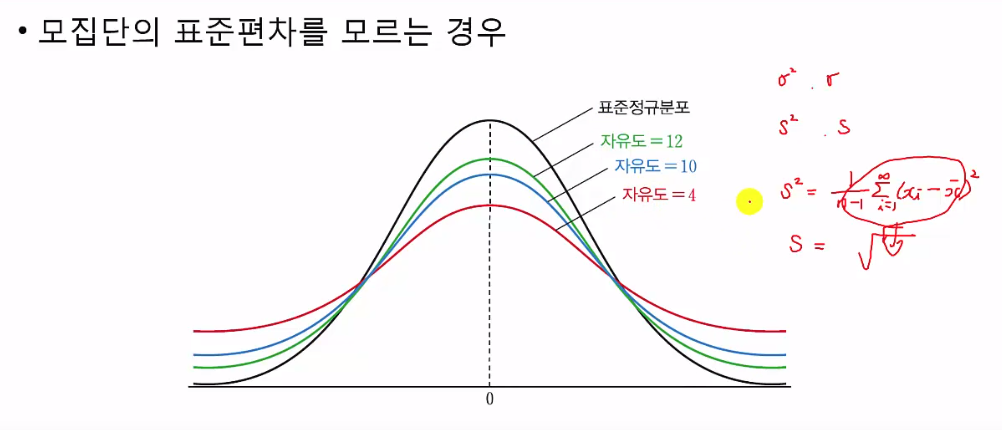 • 모집단의 표준편차를 모르는 경우
표준정규분포
자유도 = 12
자유도 = 10
자유도 = 4
0
σ² . σ
s² . s
s² = 1/(n-1) ∑_{i=1}^{∞} (xi - x̄)²
s = √